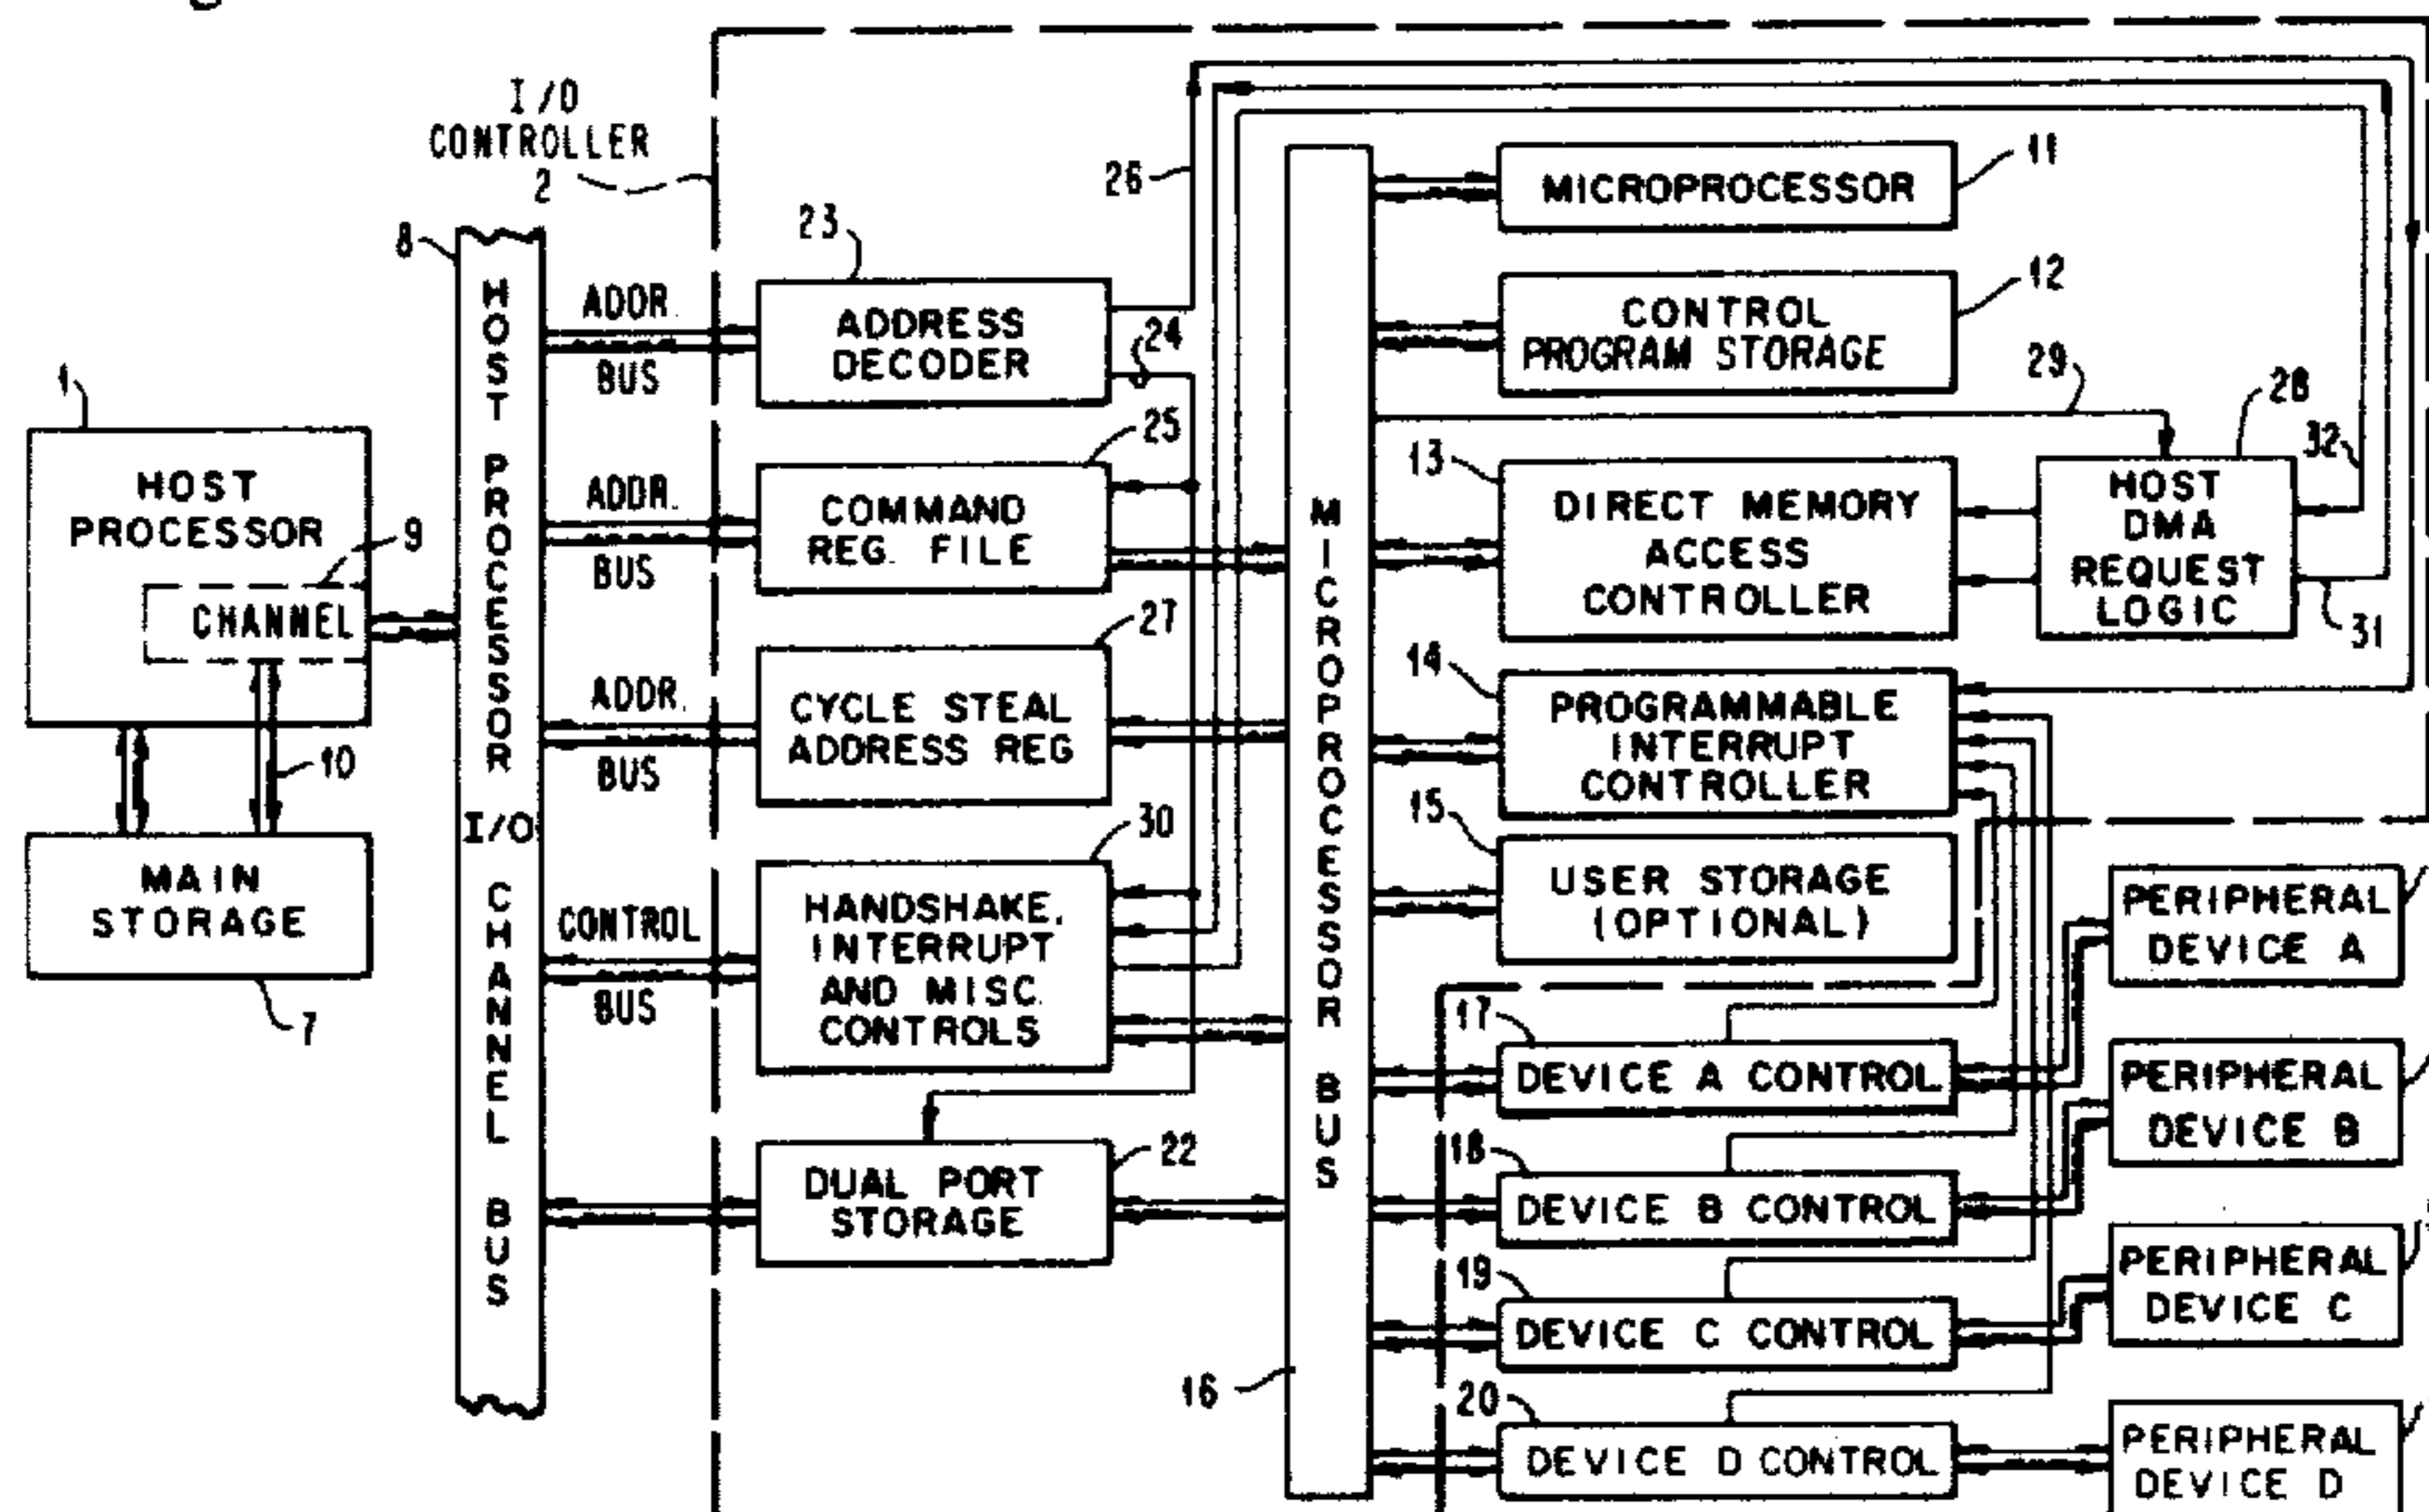 I/O
CONTROLLER
2
8
1
HOST
PROCESSOR
9
CHANNEL
10
MAIN
STORAGE
7
HOST PROCESSOR I/O CHANNEL BUS
ADDR.
BUS
23
ADDRESS
DECODER
24
26
ADDR.
BUS
25
COMMAND
REG. FILE
ADDR.
BUS
27
CYCLE STEAL
ADDRESS REG
CONTROL
BUS
30
HANDSHAKE,
INTERRUPT
AND MISC.
CONTROLS
22
DUAL PORT
STORAGE
MICROPROCESSOR BUS
16
11
MICROPROCESSOR
12
CONTROL
PROGRAM STORAGE
29
28
32
13
DIRECT MEMORY
ACCESS
CONTROLLER
HOST
DMA
REQUEST
LOGIC
31
14
PROGRAMMABLE
INTERRUPT
CONTROLLER
15
USER STORAGE
(OPTIONAL)
17
DEVICE A CONTROL
18
DEVICE B CONTROL
19
DEVICE C CONTROL
20
DEVICE D CONTROL
PERIPHERAL
DEVICE A
PERIPHERAL
DEVICE B
PERIPHERAL
DEVICE C
PERIPHERAL
DEVICE D